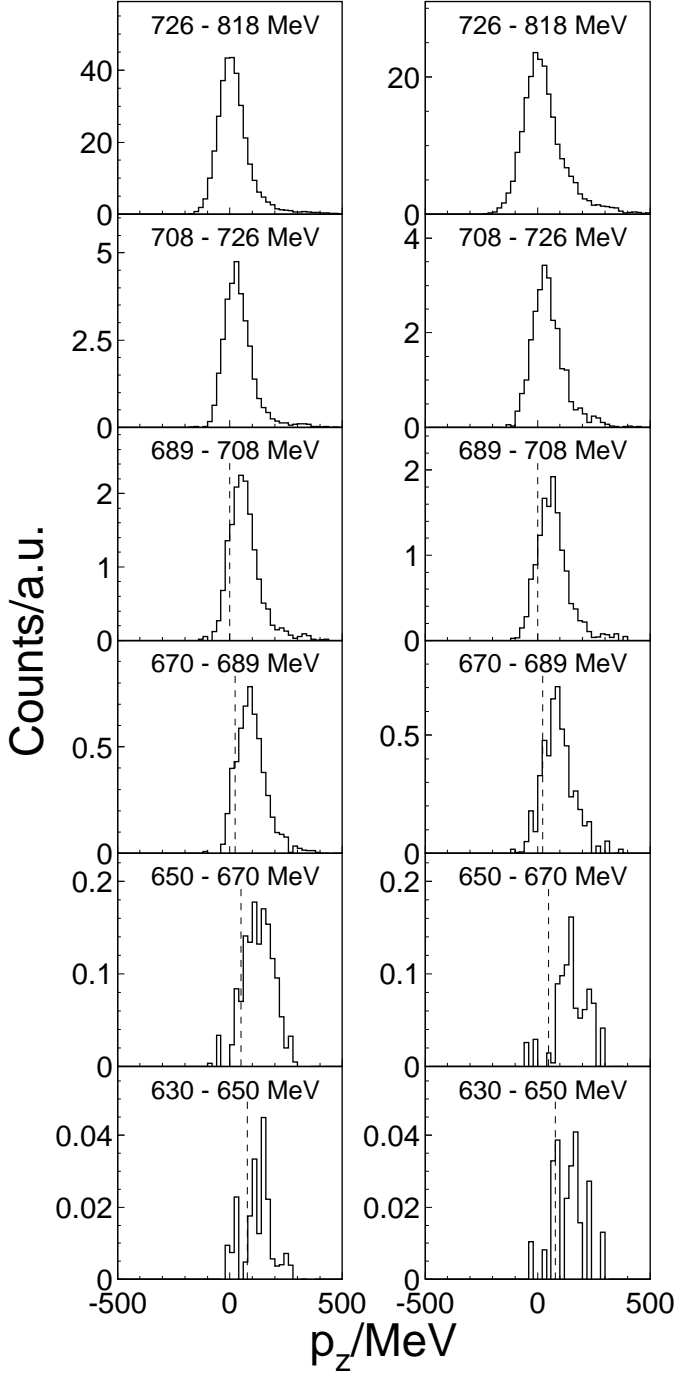 726 - 818 MeV
726 - 818 MeV
40
20
0
20
0
708 - 726 MeV
708 - 726 MeV
5
2.5
0
4
2
0
689 - 708 MeV
689 - 708 MeV
2
1
0
2
1
0
670 - 689 MeV
670 - 689 MeV
0.5
0
0.5
0
650 - 670 MeV
650 - 670 MeV
0.2
0.1
0
0.2
0.1
0
630 - 650 MeV
630 - 650 MeV
0.04
0.02
0
0.04
0.02
0
-500 0 500
0 500
Counts/a.u.
p_z/MeV